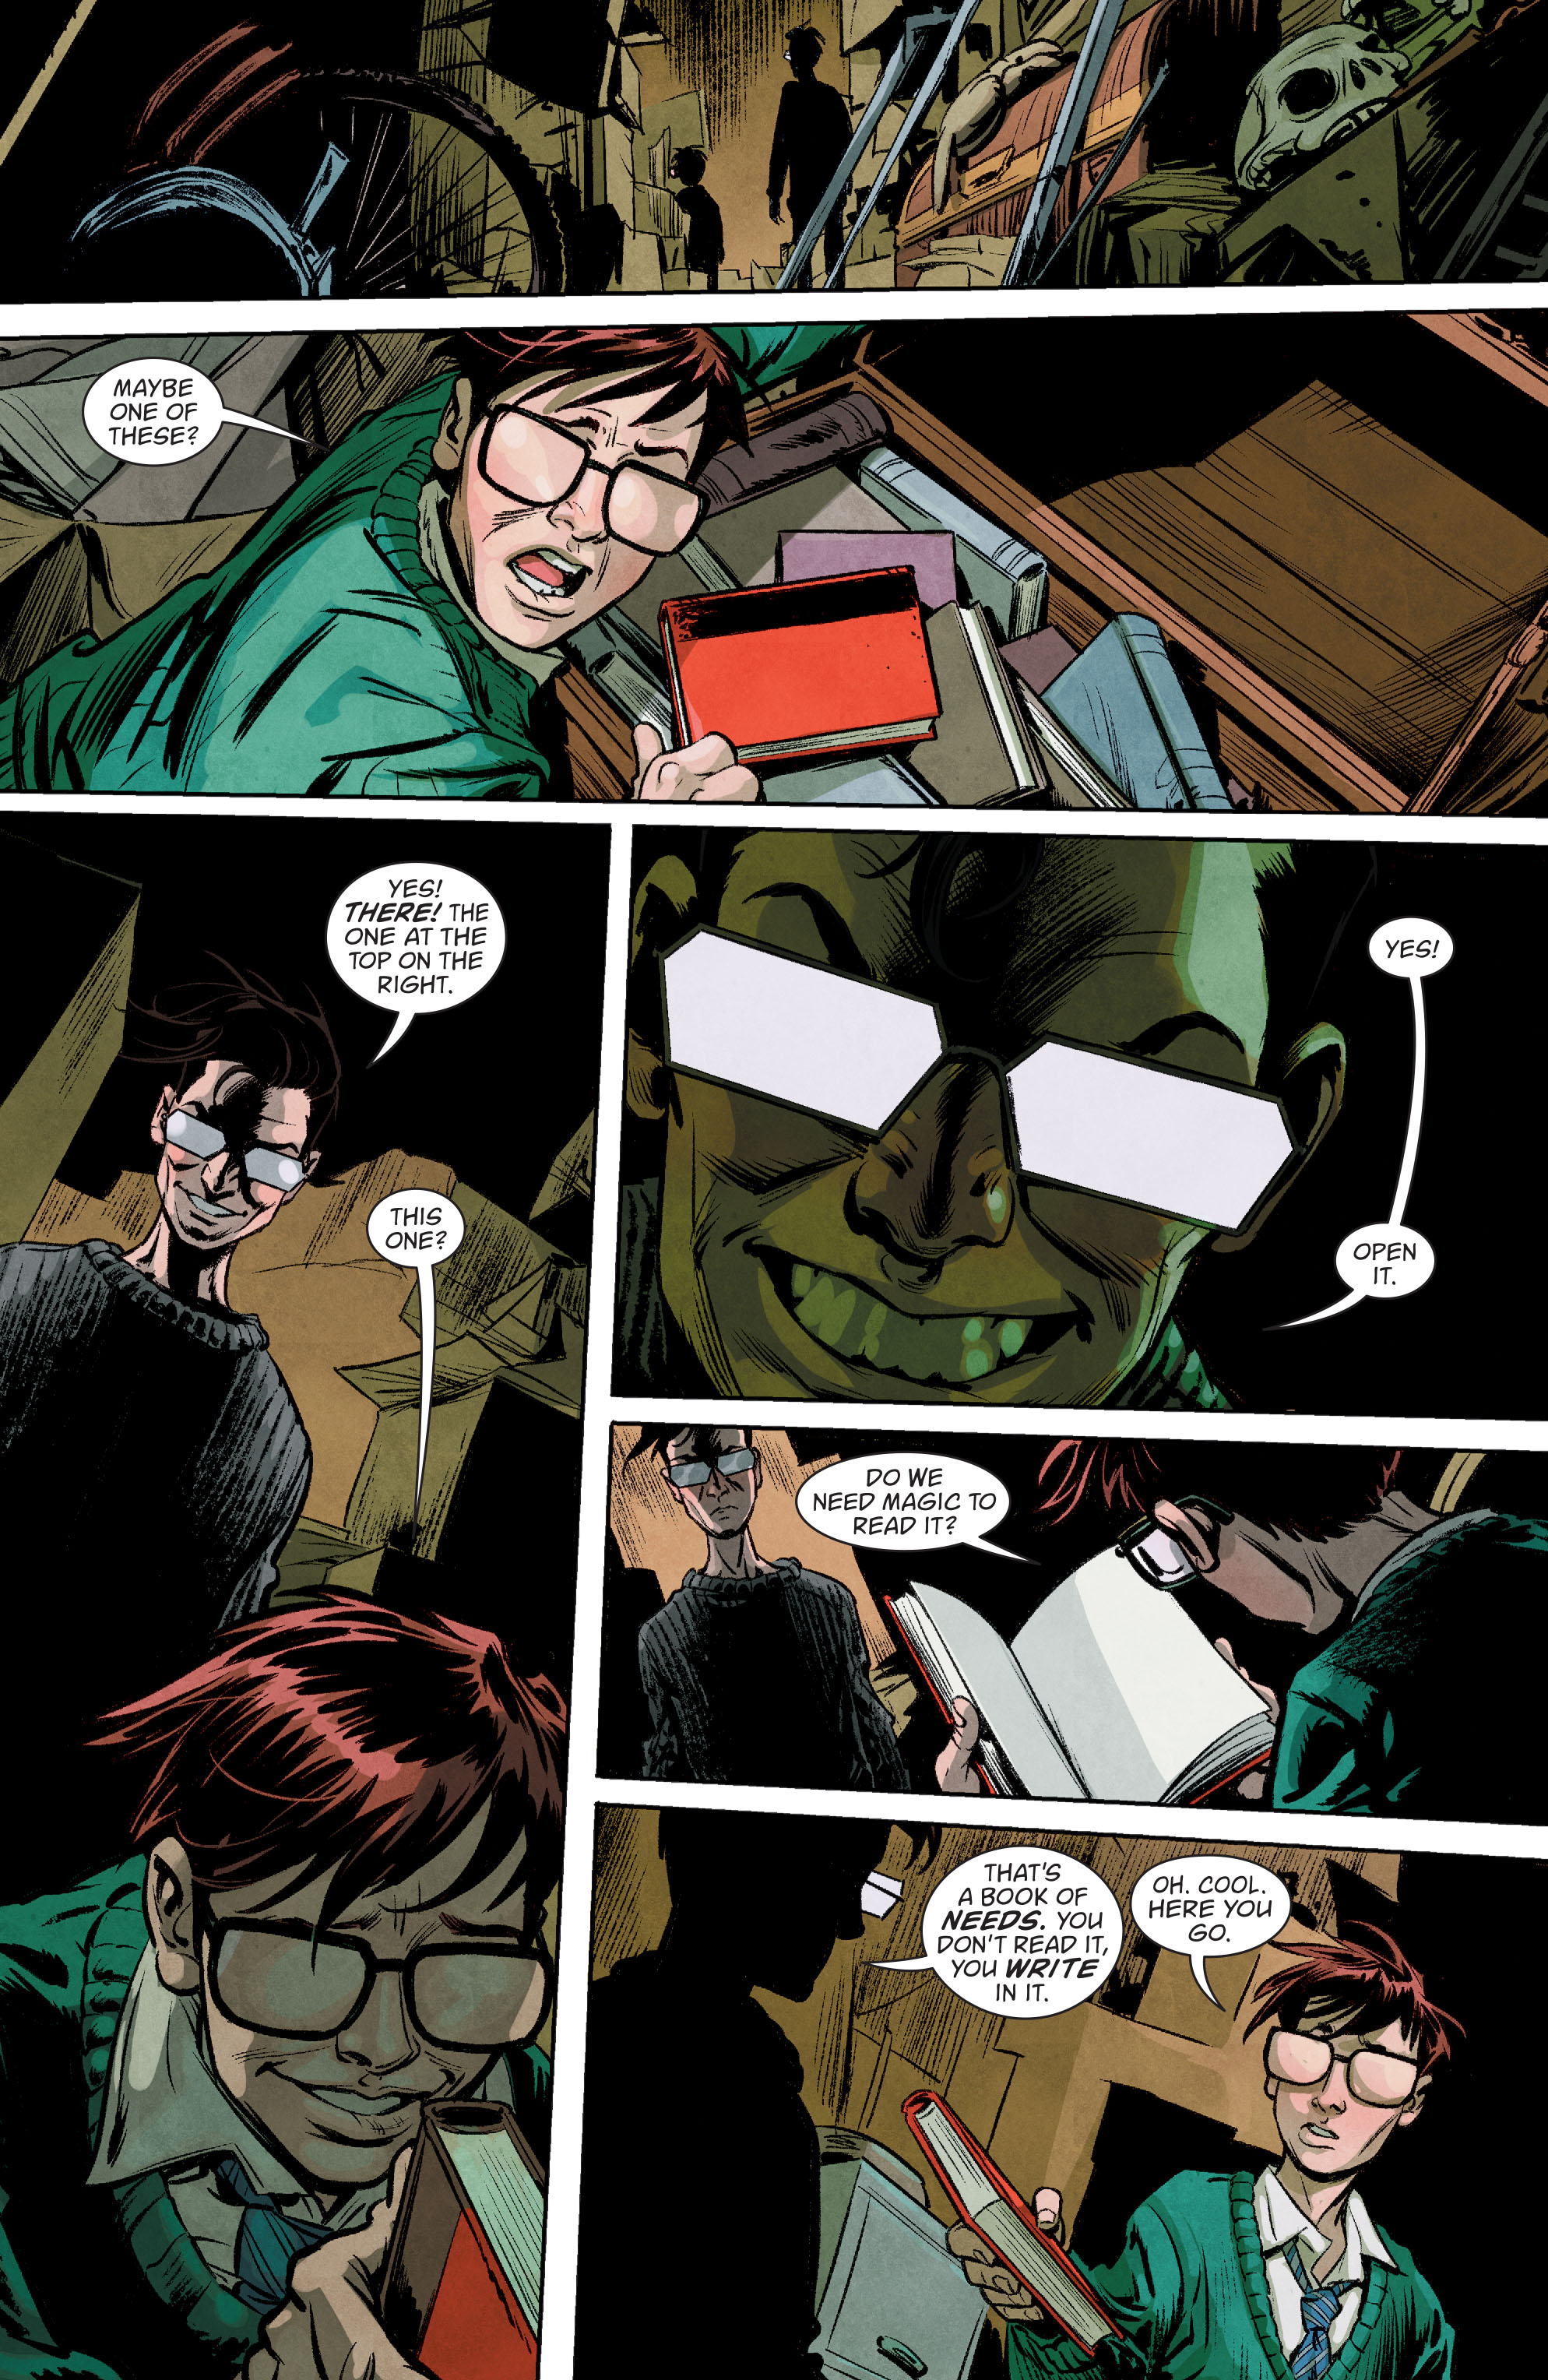 MAYBE
ONE OF
THESE?
YES!
THERE! THE
ONE AT THE
TOP ON THE
RIGHT.
THIS
ONE?
YES!
OPEN
IT.
DO WE
NEED MAGIC TO
READ IT?
THAT'S
A BOOK OF
NEEDS. YOU
DON'T READ IT,
YOU WRITE
IN IT.
OH. COOL.
HERE YOU
GO.